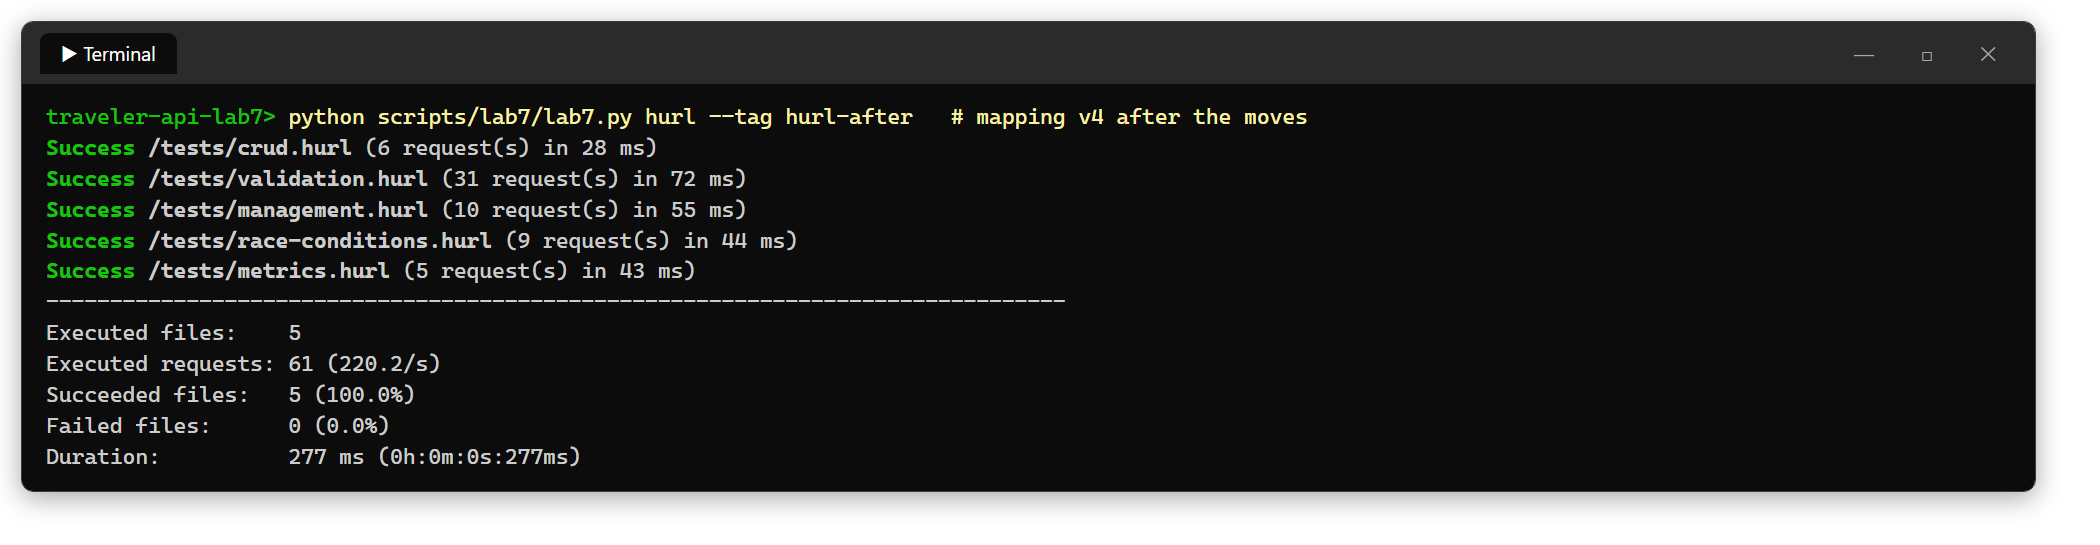 ▶ Terminal
traveler-api-lab7> python scripts/lab7/lab7.py hurl --tag hurl-after   # mapping v4 after the moves
Success /tests/crud.hurl (6 request(s) in 28 ms)
Success /tests/validation.hurl (31 request(s) in 72 ms)
Success /tests/management.hurl (10 request(s) in 55 ms)
Success /tests/race-conditions.hurl (9 request(s) in 44 ms)
Success /tests/metrics.hurl (5 request(s) in 43 ms)
--------------------------------------------------------------------------------
Executed files:    5
Executed requests: 61 (220.2/s)
Succeeded files:   5 (100.0%)
Failed files:      0 (0.0%)
Duration:          277 ms (0h:0m:0s:277ms)